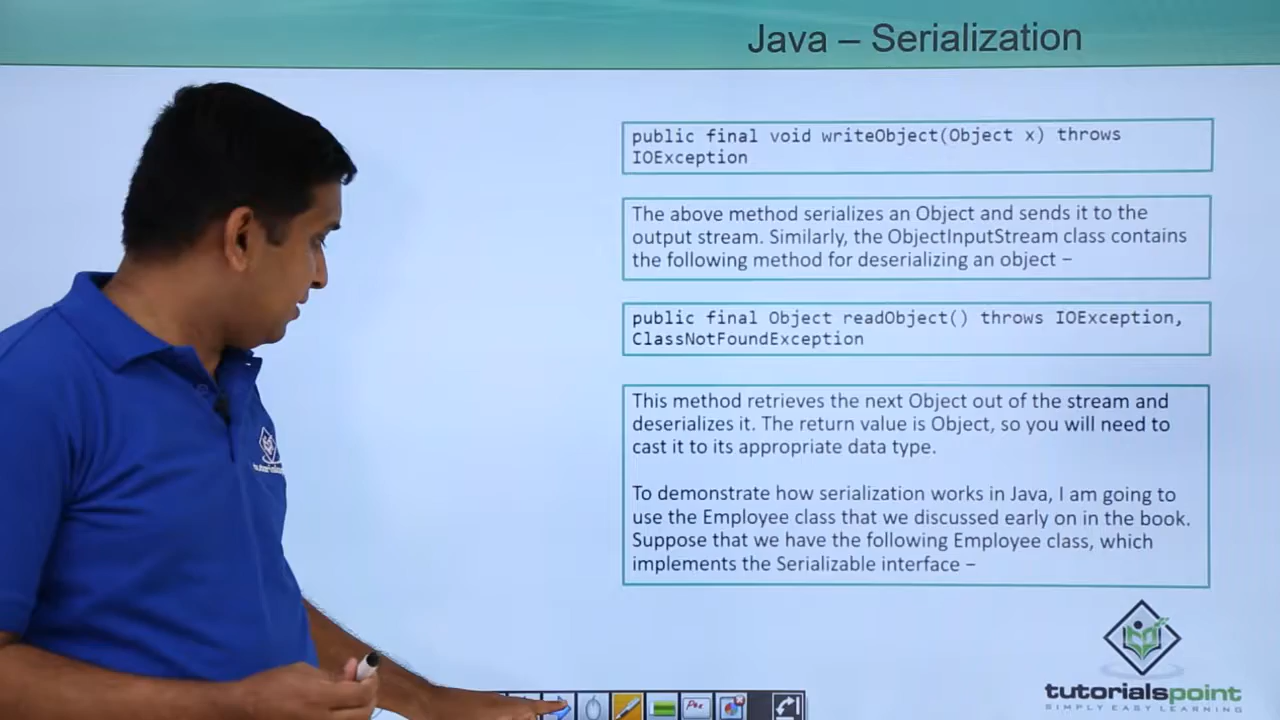 Java – Serialization
public final void writeObject(Object x) throws
IOException
The above method serializes an Object and sends it to the
output stream. Similarly, the ObjectInputStream class contains
the following method for deserializing an object –
public final Object readObject() throws IOException,
ClassNotFoundException
This method retrieves the next Object out of the stream and
deserializes it. The return value is Object, so you will need to
cast it to its appropriate data type.
To demonstrate how serialization works in Java, I am going to
use the Employee class that we discussed early on in the book.
Suppose that we have the following Employee class, which
implements the Serializable interface –
tutorialspoint
SIMPLY EASY LEARNING